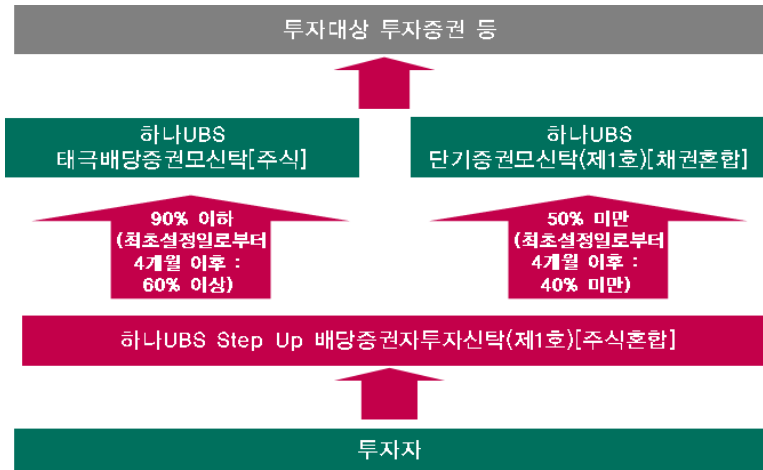 투자대상 투자증권 등
하나UBS
태극배당증권모신탁[주식]
하나UBS
단기증권모신탁(제1호)[채권혼합]
90% 이하
(최초설정일로부터
4개월 이후 :
60% 이상)
50% 미만
(최초설정일로부터
4개월 이후 :
40% 미만)
하나UBS Step Up 배당증권자투자신탁(제1호)[주식혼합]
투자자